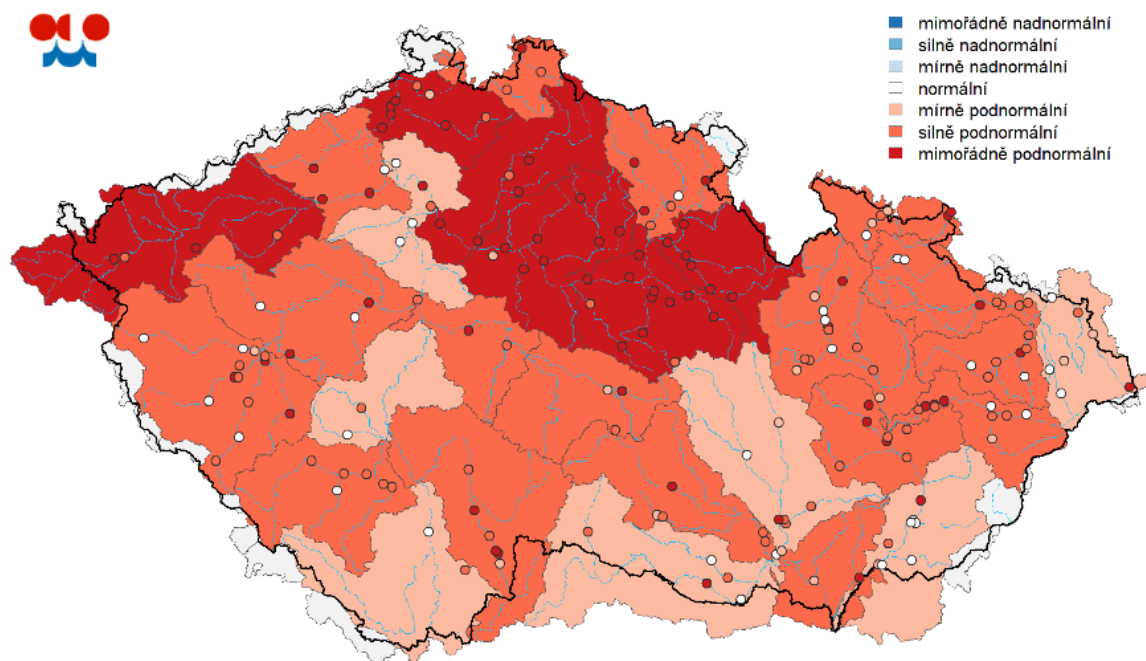 mimořádně nadnormální
silně nadnormální
mírně nadnormální
normální
mírně podnormální
silně podnormální
mimořádně podnormální